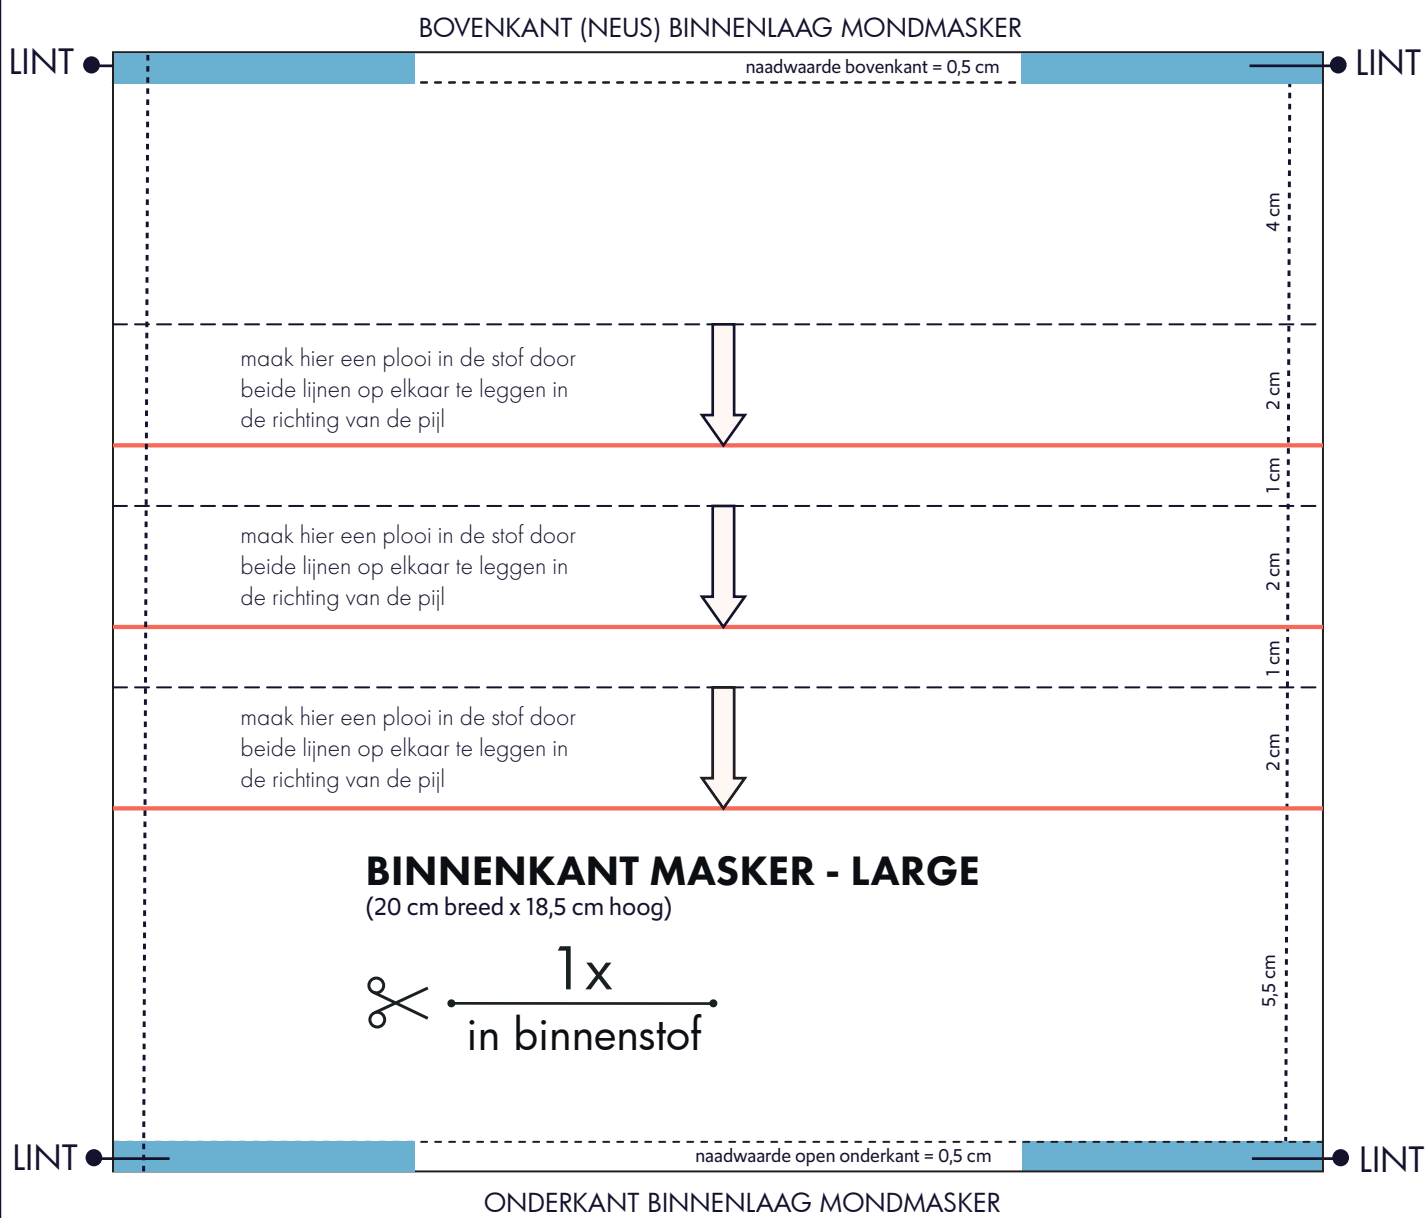 BOVENKANT (NEUS) BINNENLAAG MONDMASKER
LINT
LINT
naadwaarde bovenkant = 0,5 cm
4 cm
maak hier een plooi in de stof door
beide lijnen op elkaar te leggen in
de richting van de pijl
2 cm
1 cm
maak hier een plooi in de stof door
beide lijnen op elkaar te leggen in
de richting van de pijl
2 cm
1 cm
maak hier een plooi in de stof door
beide lijnen op elkaar te leggen in
de richting van de pijl
2 cm
BINNENKANT MASKER - LARGE
(20 cm breed x 18,5 cm hoog)
1x
in binnenstof
5,5 cm
LINT
naadwaarde open onderkant = 0,5 cm
LINT
ONDERKANT BINNENLAAG MONDMASKER